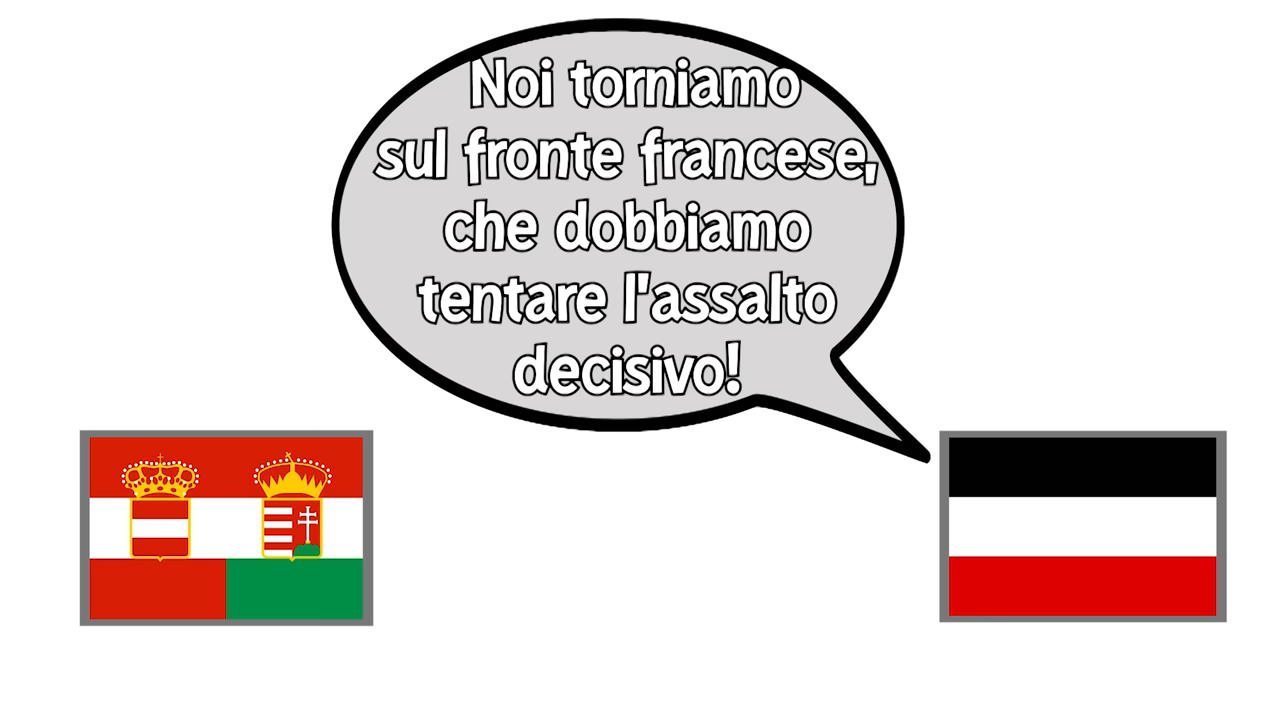 Noi torniamo
sul fronte francese,
che dobbiamo
tentare l'assalto
decisivo!